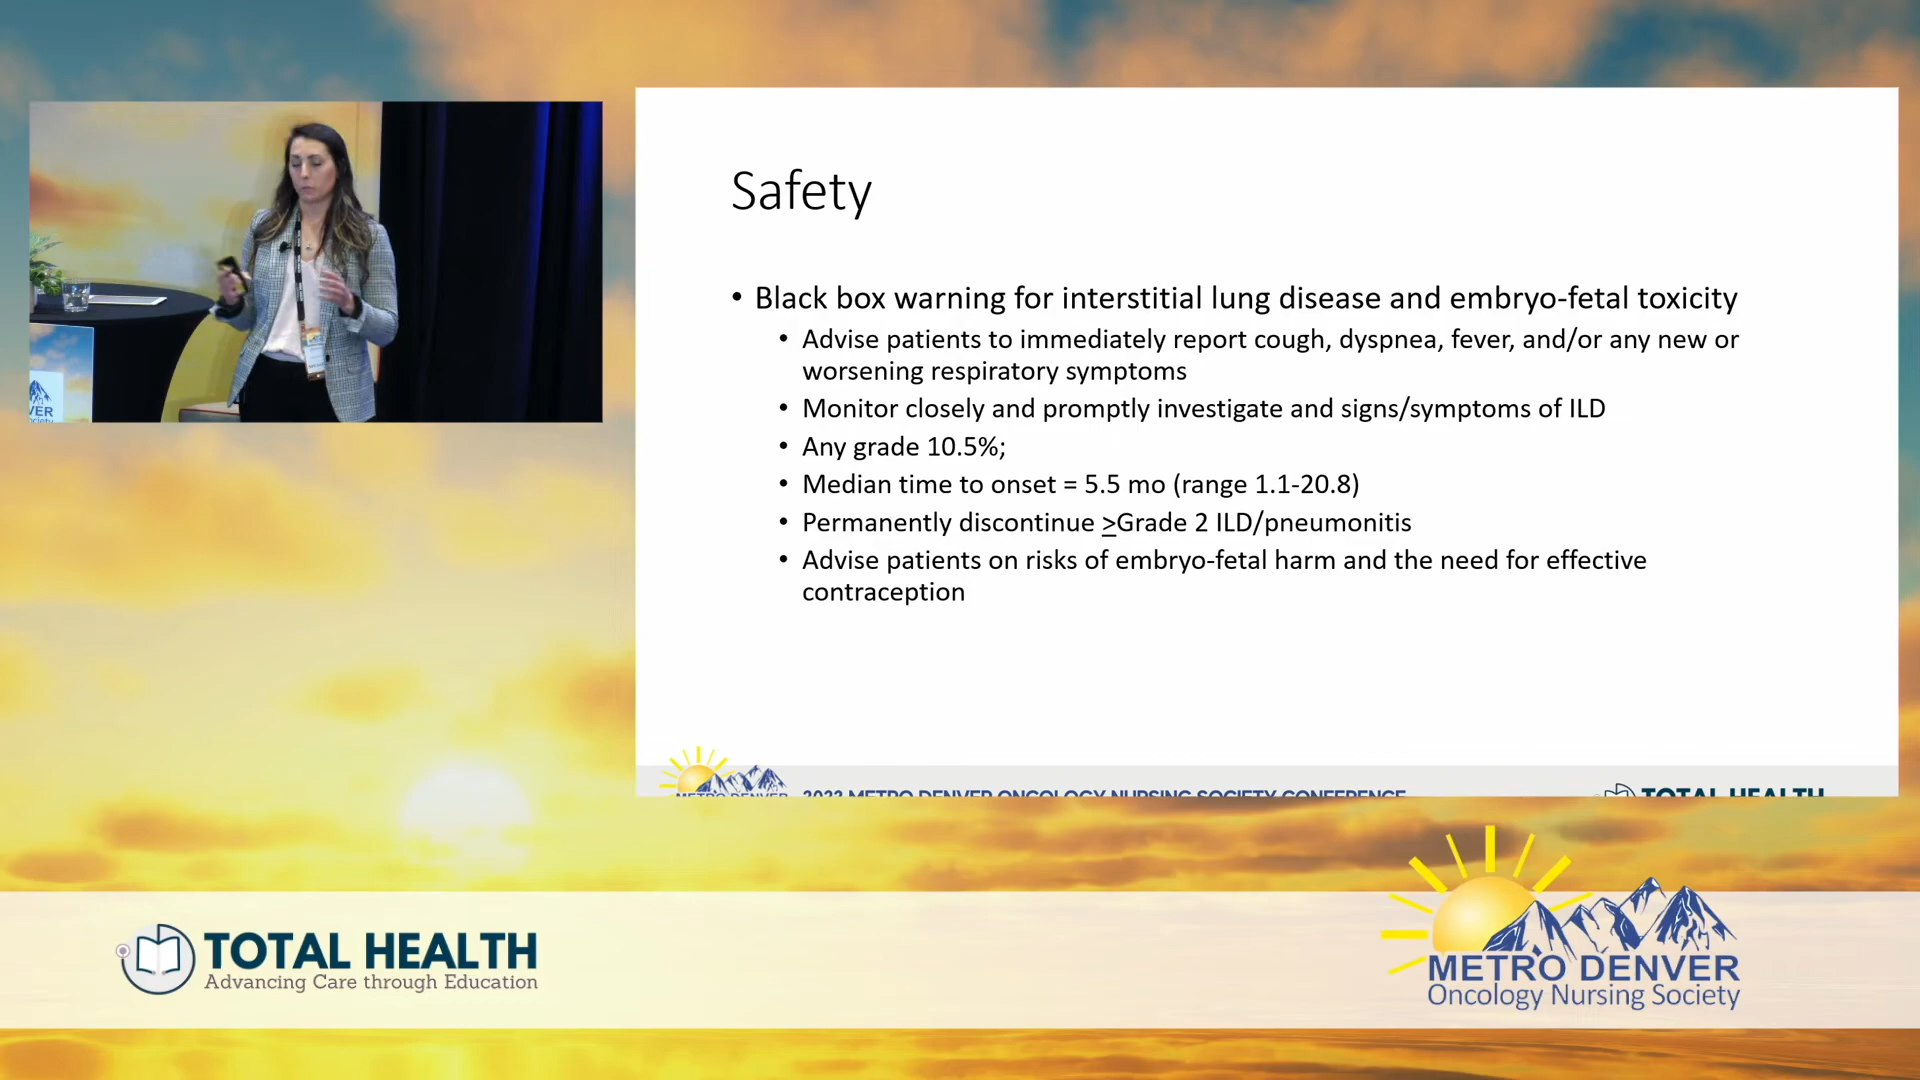 Safety
• Black box warning for interstitial lung disease and embryo-fetal toxicity
• Advise patients to immediately report cough, dyspnea, fever, and/or any new or
worsening respiratory symptoms
• Monitor closely and promptly investigate and signs/symptoms of ILD
• Any grade 10.5%;
• Median time to onset = 5.5 mo (range 1.1-20.8)
• Permanently discontinue >Grade 2 ILD/pneumonitis
• Advise patients on risks of embryo-fetal harm and the need for effective
contraception
METRO DENVER
2022 METRO DENVER ONCOLOGY NURSING SOCIETY CONFERENCE
TOTAL HEALTH
VER
ociety
TOTAL HEALTH
Advancing Care through Education
METRO DENVER
Oncology Nursing Society